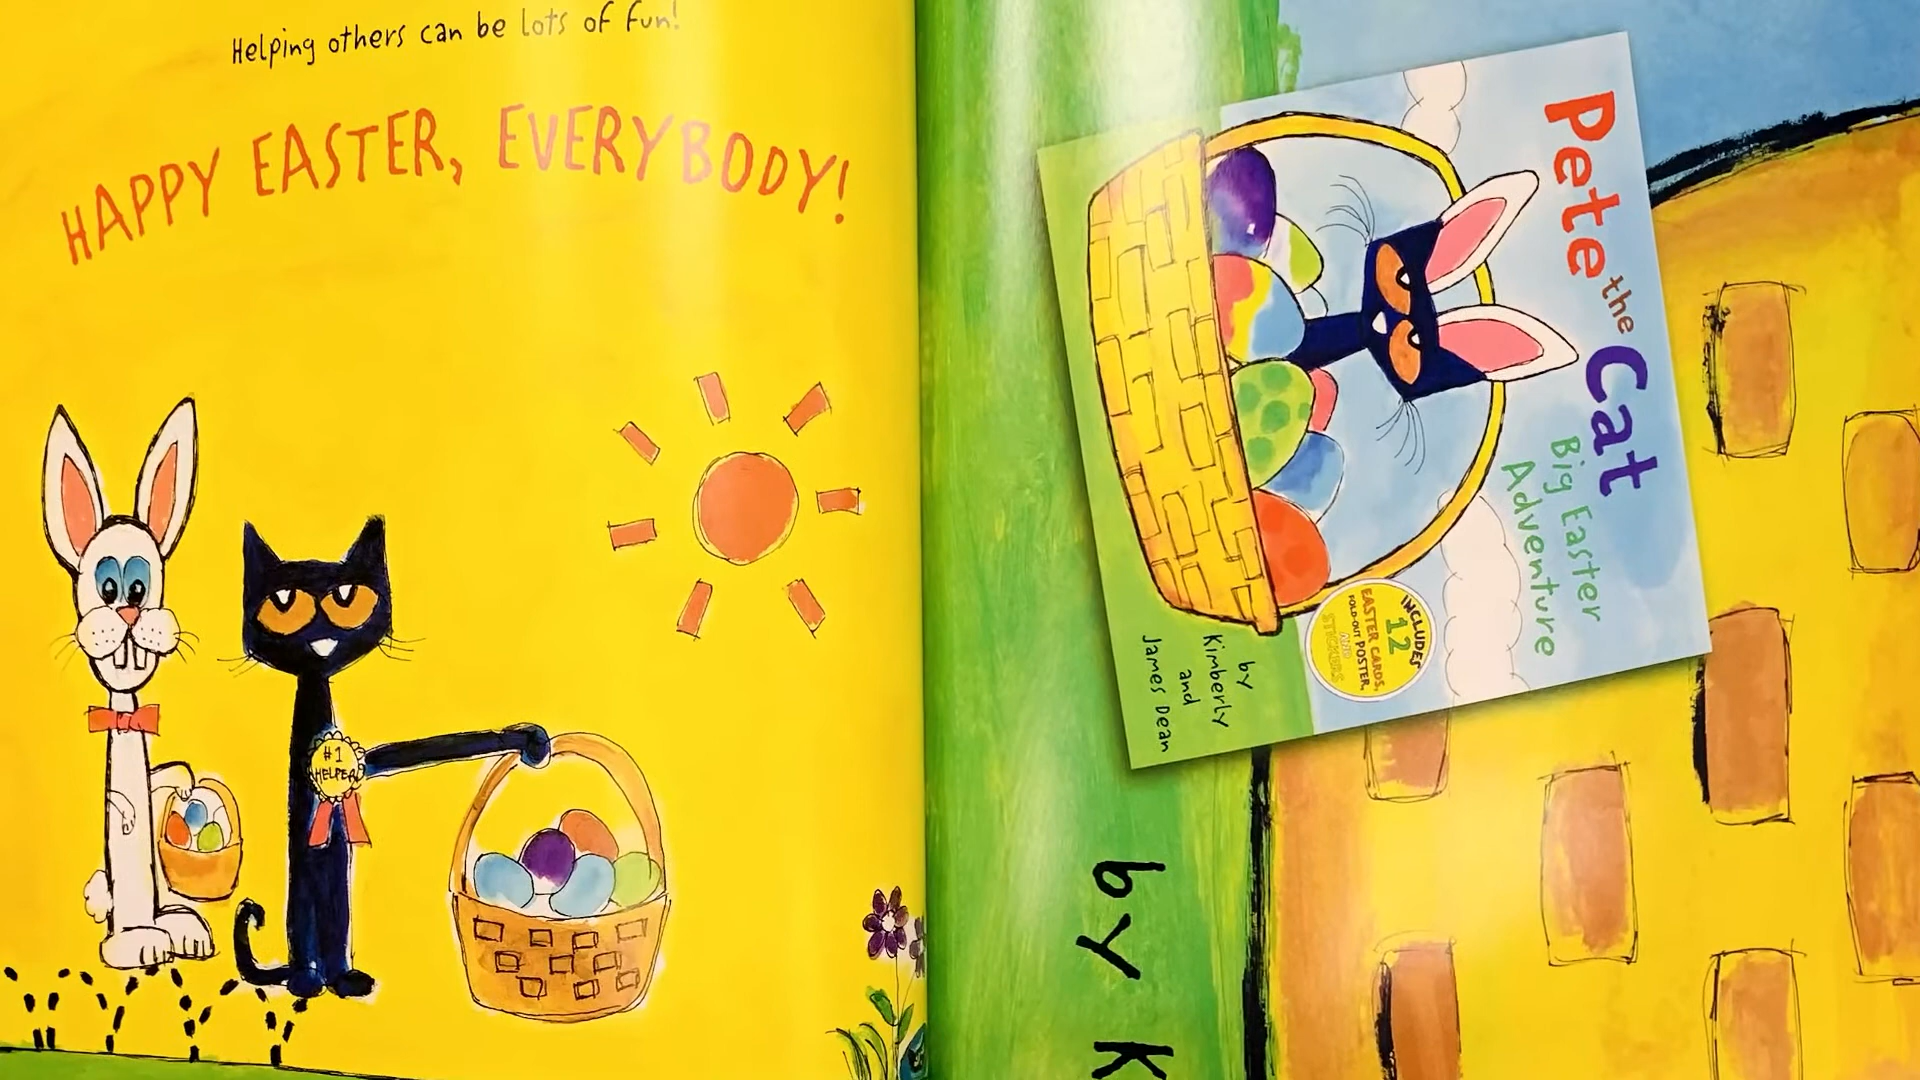 Helping others can be lots of fun!
HAPPY EASTER, EVERYBODY!
#1
HELPER
Pete the Cat
Big Easter
Adventure
INCLUDES
12
EASTER CARDS,
FOLD-OUT POSTER,
AND
STICKERS
by
Kimberly
and
James Dean
by K